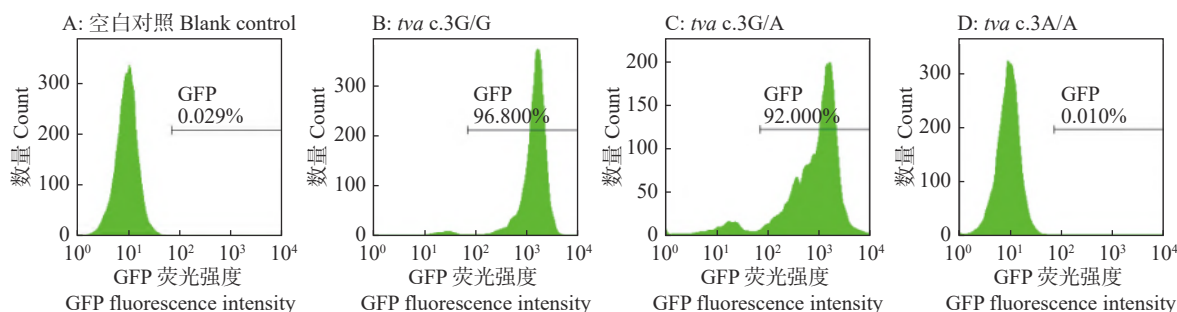 A: 空白对照 Blank control
数量 Count
300
200
100
0
GFP
0.029%
10⁰ 10¹ 10² 10³ 10⁴
GFP 荧光强度
GFP fluorescence intensity
B: tva c.3G/G
数量 Count
300
200
100
0
GFP
96.800%
10⁰ 10¹ 10² 10³ 10⁴
GFP 荧光强度
GFP fluorescence intensity
C: tva c.3G/A
数量 Count
200
150
100
50
0
GFP
92.000%
10⁰ 10¹ 10² 10³ 10⁴
GFP 荧光强度
GFP fluorescence intensity
D: tva c.3A/A
数量 Count
300
200
100
0
GFP
0.010%
10⁰ 10¹ 10² 10³ 10⁴
GFP 荧光强度
GFP fluorescence intensity